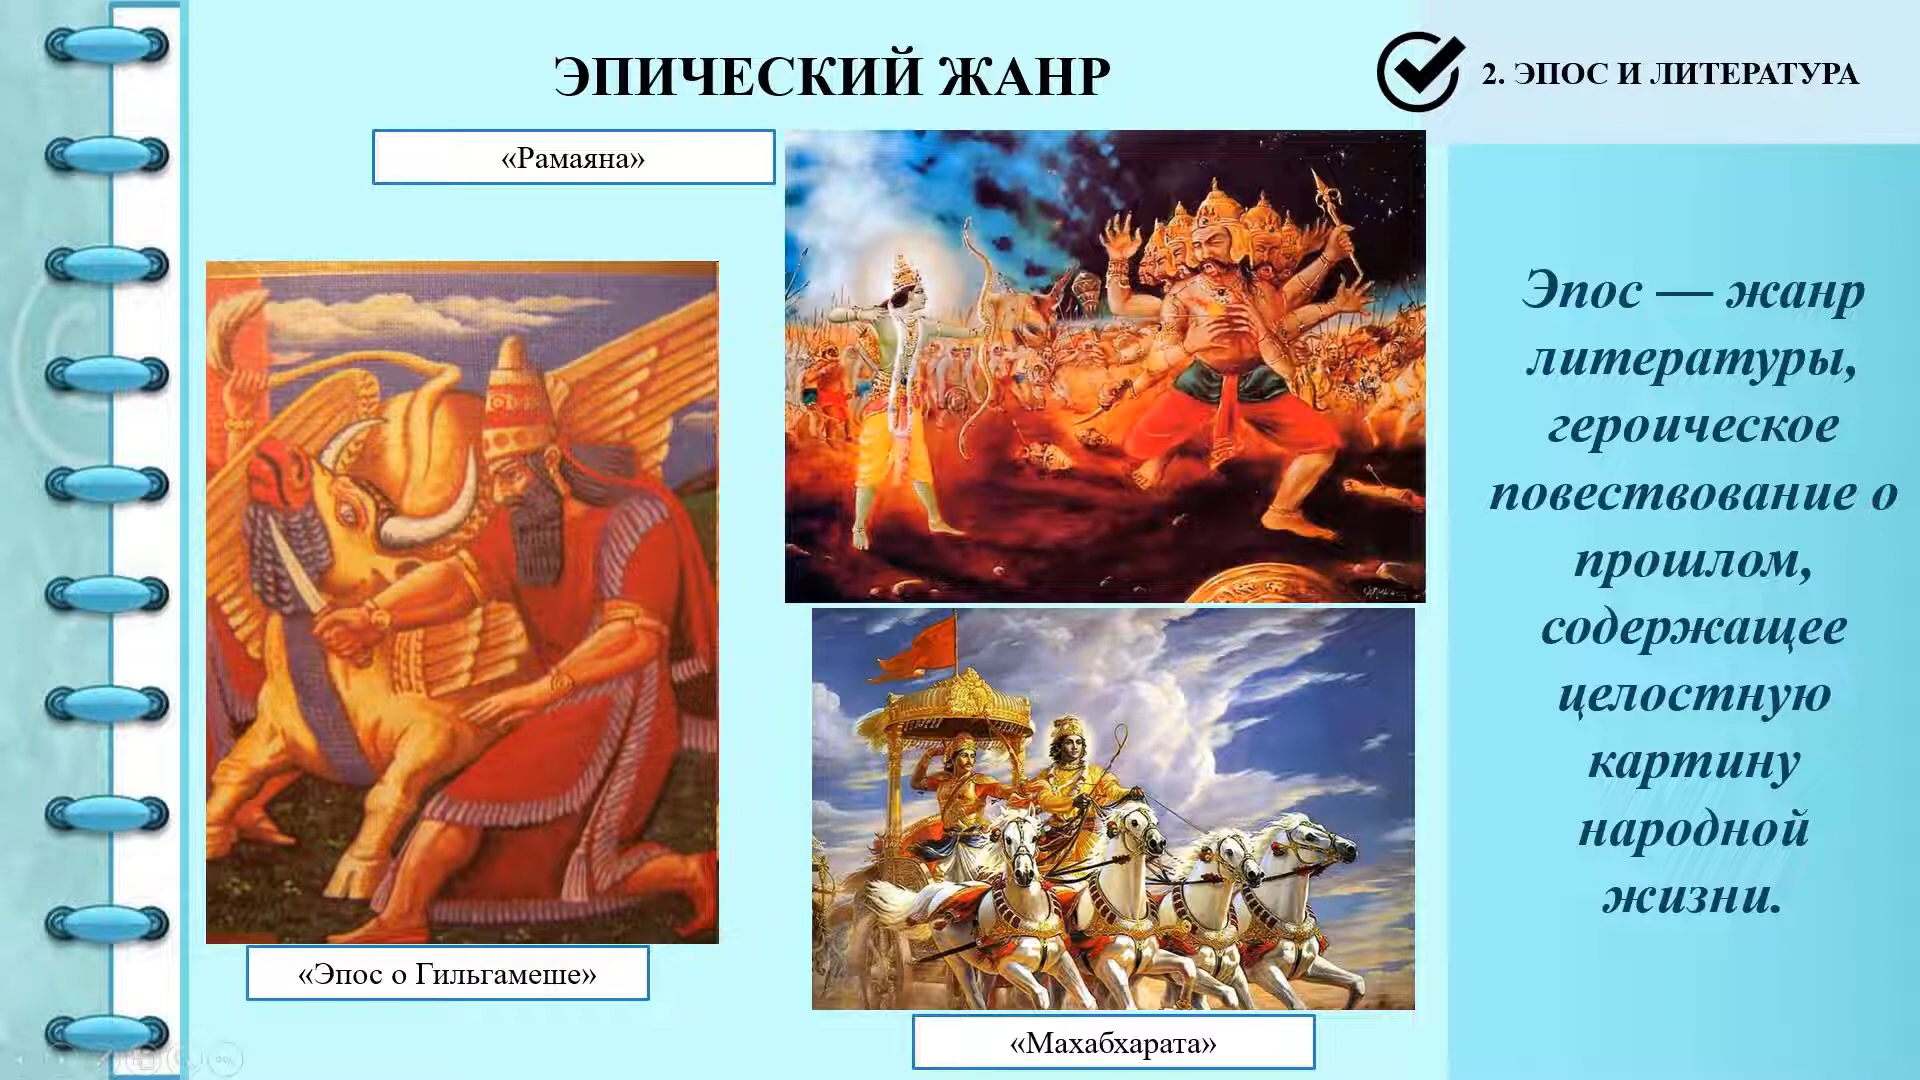 ЭПИЧЕСКИЙ ЖАНР
2. ЭПОС И ЛИТЕРАТУРА
«Рамаяна»
«Эпос о Гильгамеше»
«Махабхарата»
Эпос — жанр
литературы,
героическое
повествование о
прошлом,
содержащее
целостную
картину
народной
жизни.